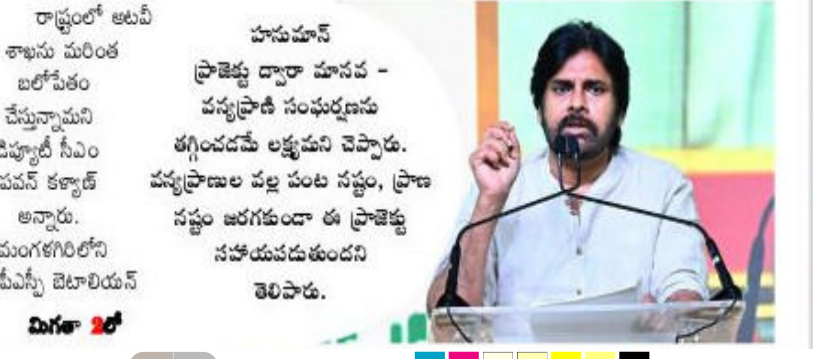 రాష్ట్రంలో అటవీ
శాఖను మరింత
బలోపేతం
చేస్తున్నామని
డిప్యూటీ సీఎం
పవన్ కళ్యాణ్
అన్నారు.
మంగళగిరిలోని
పీఎస్పీ బెటాలియన్
మిగతా 2లో
హనుమాన్
ప్రాజెక్టు ద్వారా మానవ -
వన్యప్రాణి సంఘర్షణను
తగ్గించడమే లక్ష్యమని చెప్పారు.
వన్యప్రాణుల వల్ల పంట నష్టం, ప్రాణ
నష్టం జరగకుండా ఈ ప్రాజెక్టు
సహాయపడుతుందని
తెలిపారు.